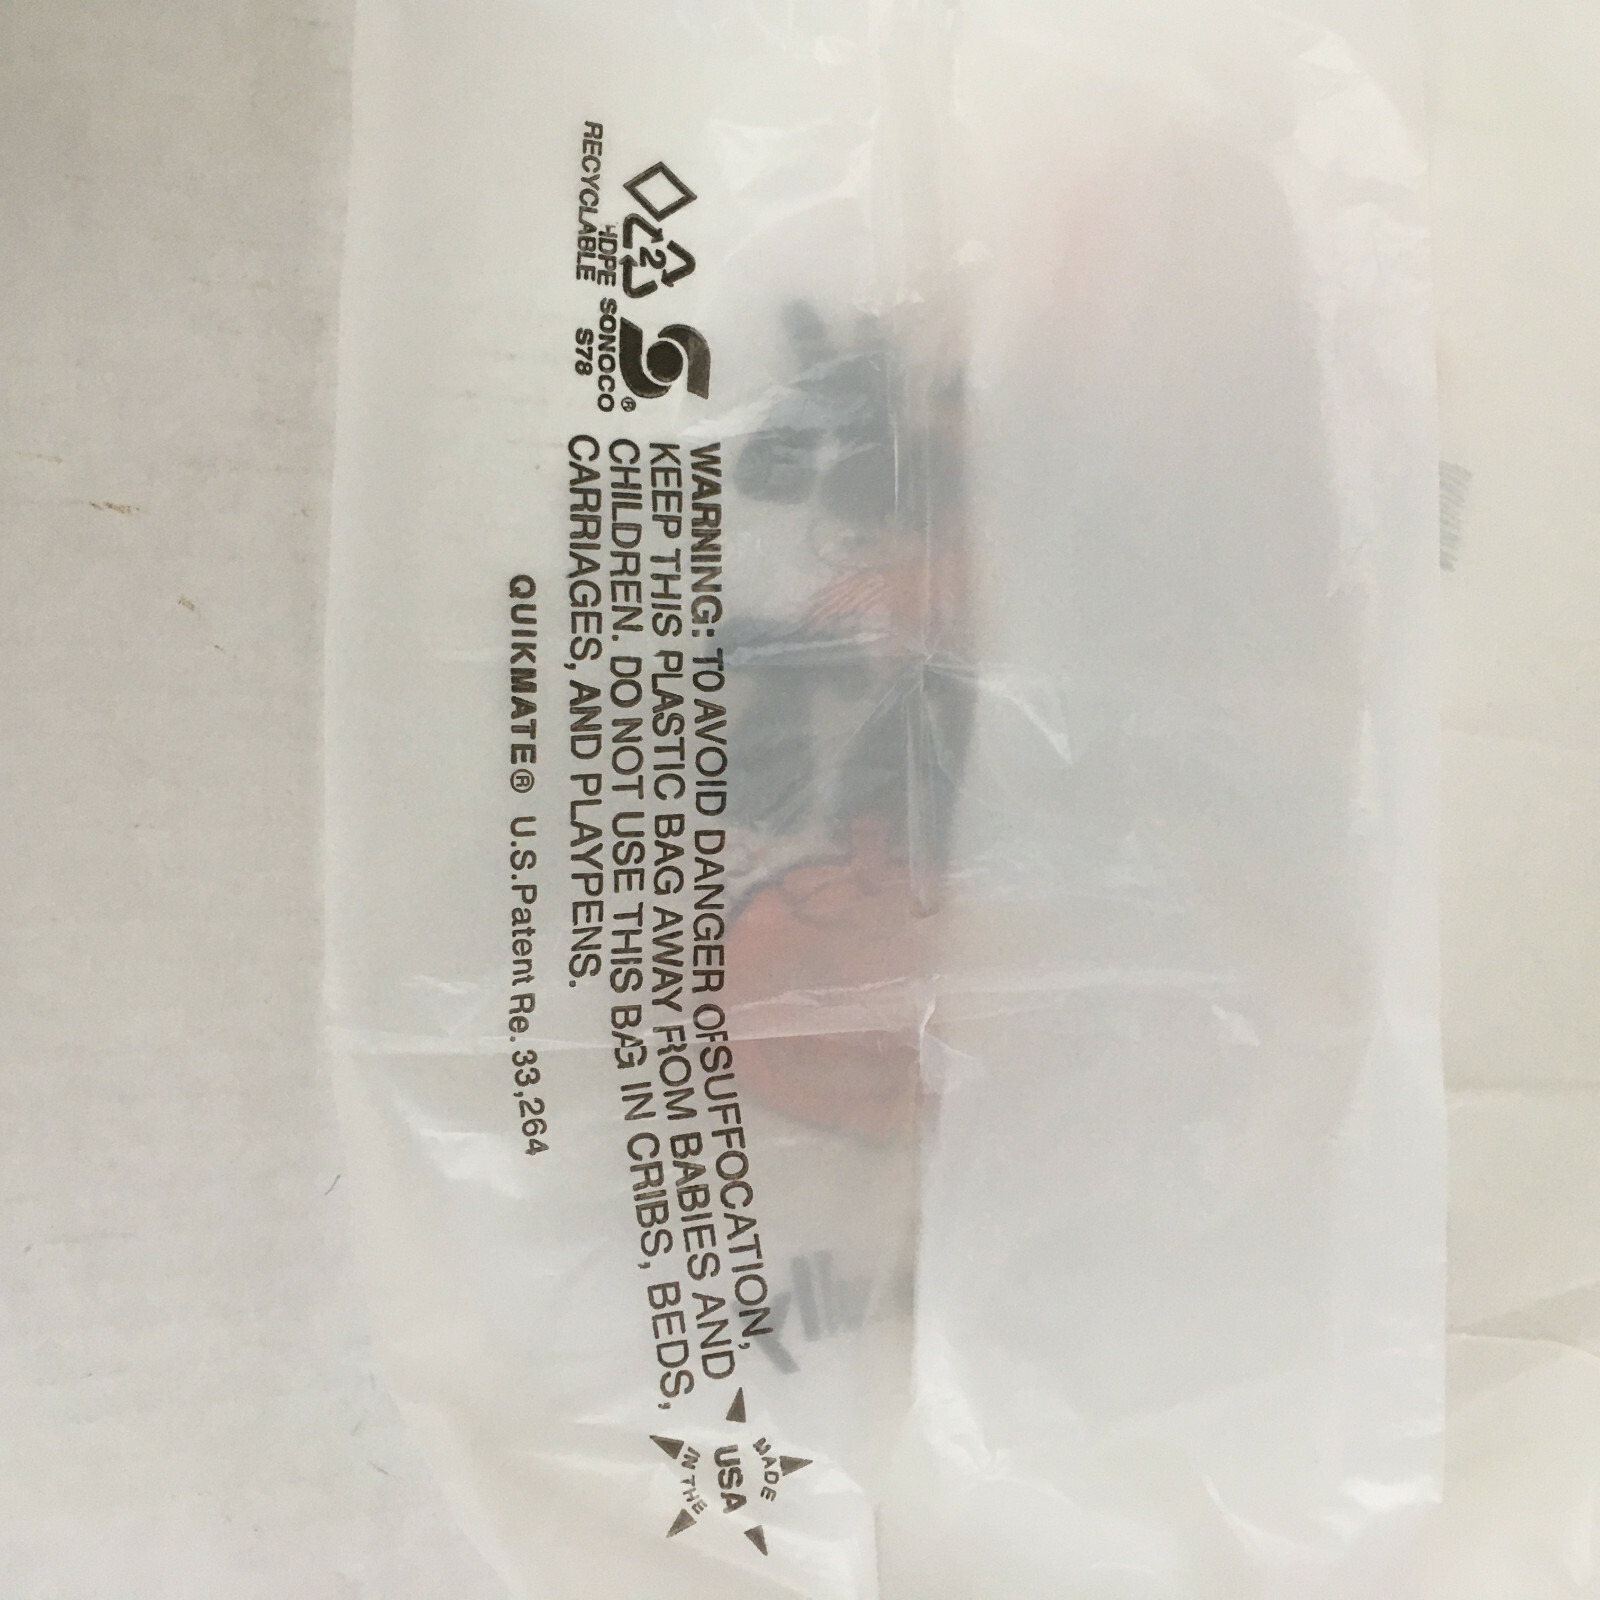 2
HDPE SONOCO®
RECYCLABLE S78
WARNING: TO AVOID DANGER OF SUFFOCATION,
KEEP THIS PLASTIC BAG AWAY FROM BABIES AND
CHILDREN. DO NOT USE THIS BAG IN CRIBS, BEDS,
CARRIAGES, AND PLAYPENS.
QUIKMATE® U.S.Patent Re. 33,264
MADE
USA
IN THE